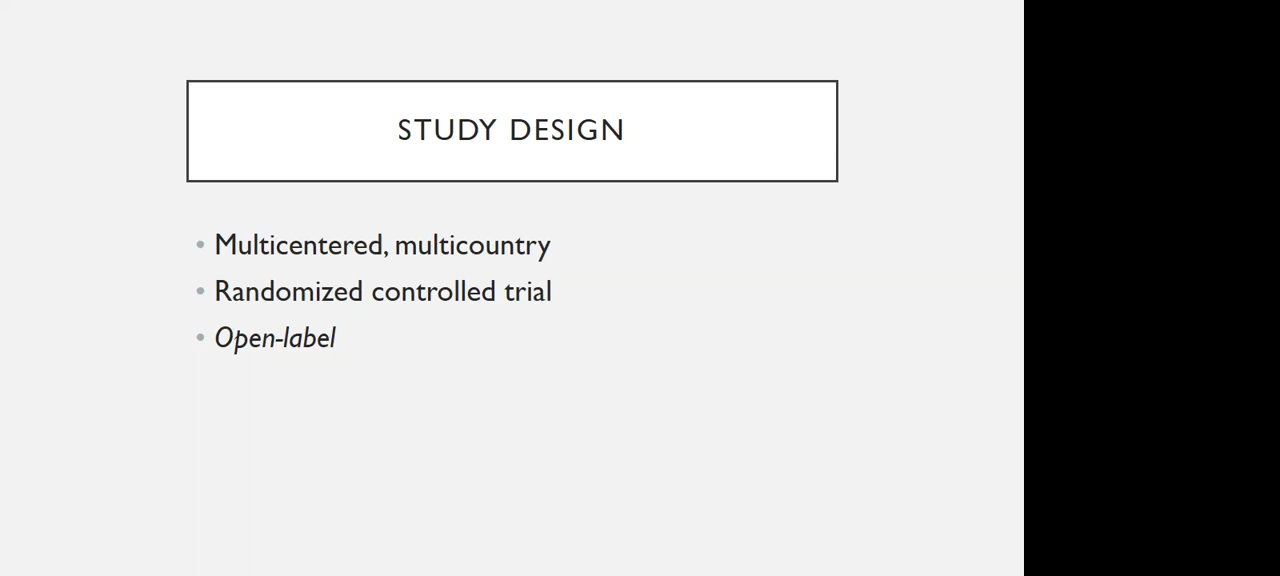 STUDY DESIGN
• Multicentered, multicountry
• Randomized controlled trial
• Open-label